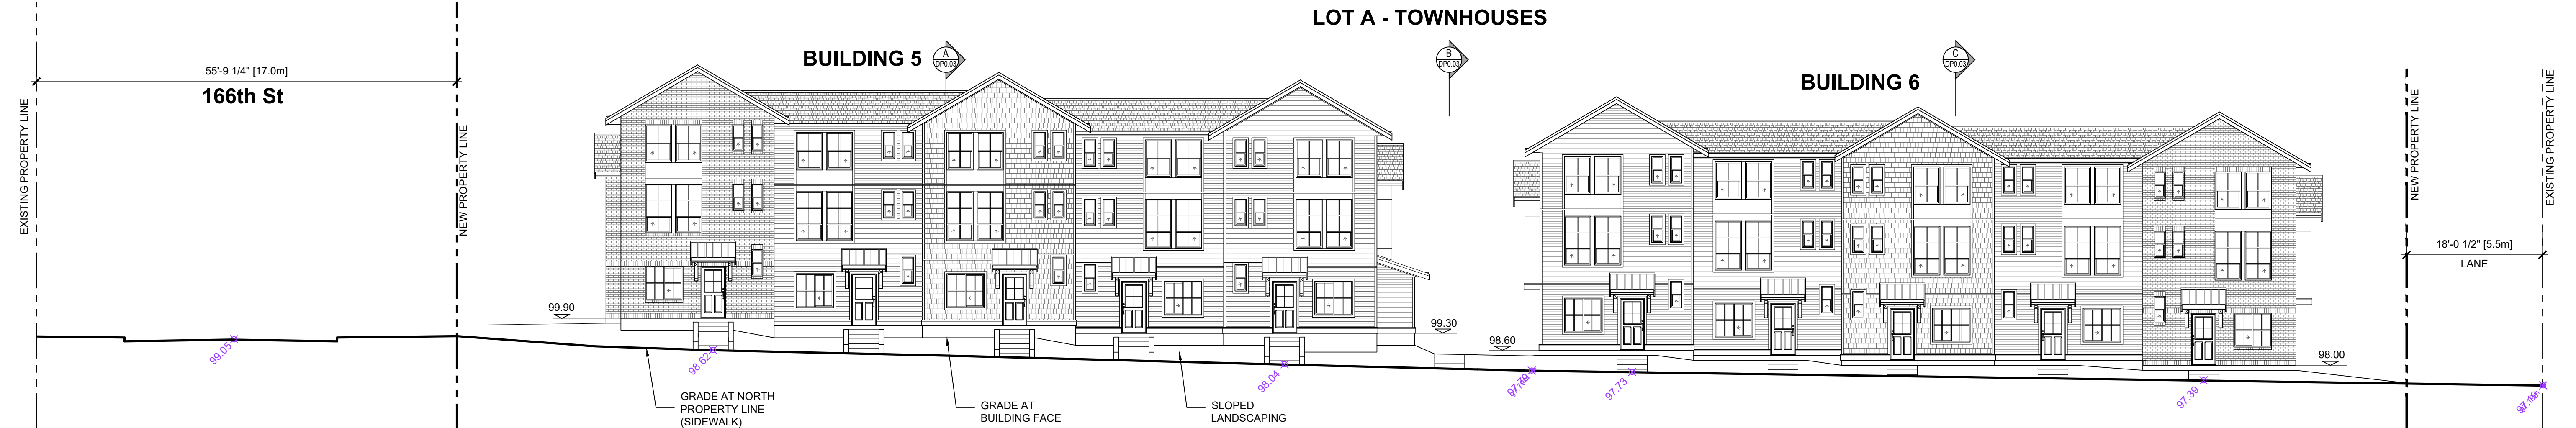 LOT A - TOWNHOUSES
BUILDING 5
A
DP0.03
B
DP0.03
C
DP0.03
BUILDING 6
55'-9 1/4" [17.0m]
166th St
EXISTING PROPERTY LINE
NEW PROPERTY LINE
NEW PROPERTY LINE
EXISTING PROPERTY LINE
18'-0 1/2" [5.5m]
LANE
99.90
99.30
98.60
98.00
99.05
98.62
98.04
97.73
97.39
GRADE AT NORTH
PROPERTY LINE
(SIDEWALK)
GRADE AT
BUILDING FACE
SLOPED
LANDSCAPING